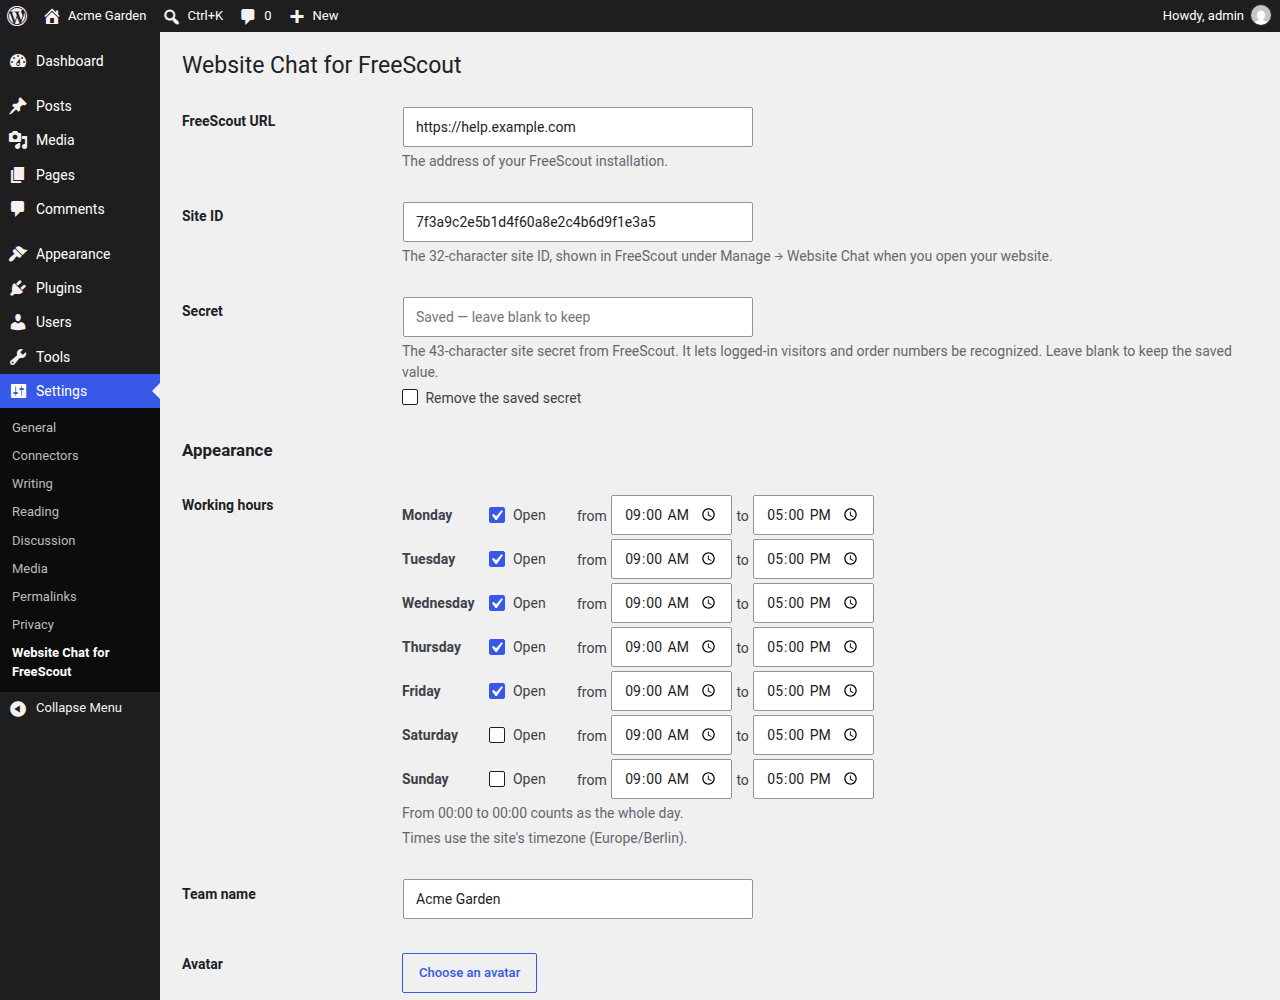 Acme Garden Ctrl+K 0 New Howdy, admin
Dashboard
Posts
Media
Pages
Comments
Appearance
Plugins
Users
Tools
Settings
General
Connectors
Writing
Reading
Discussion
Media
Permalinks
Privacy
Website Chat for
FreeScout
Collapse Menu
Website Chat for FreeScout
FreeScout URL
https://help.example.com
The address of your FreeScout installation.
Site ID
7f3a9c2e5b1d4f60a8e2c4b6d9f1e3a5
The 32-character site ID, shown in FreeScout under Manage → Website Chat when you open your website.
Secret
Saved — leave blank to keep
The 43-character site secret from FreeScout. It lets logged-in visitors and order numbers be recognized. Leave blank to keep the saved
value.
Remove the saved secret
Appearance
Working hours
Monday Open from 09:00 AM to 05:00 PM
Tuesday Open from 09:00 AM to 05:00 PM
Wednesday Open from 09:00 AM to 05:00 PM
Thursday Open from 09:00 AM to 05:00 PM
Friday Open from 09:00 AM to 05:00 PM
Saturday Open from 09:00 AM to 05:00 PM
Sunday Open from 09:00 AM to 05:00 PM
From 00:00 to 00:00 counts as the whole day.
Times use the site's timezone (Europe/Berlin).
Team name
Acme Garden
Avatar
Choose an avatar